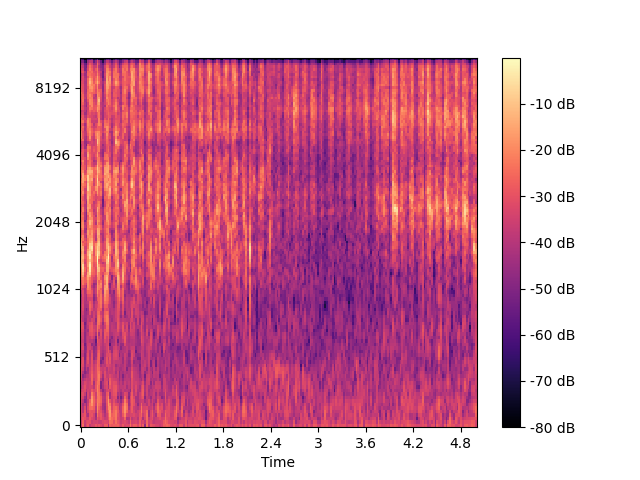 8192
4096
2048
1024
512
0
Hz
0 0.6 1.2 1.8 2.4 3 3.6 4.2 4.8
Time
-10 dB
-20 dB
-30 dB
-40 dB
-50 dB
-60 dB
-70 dB
-80 dB